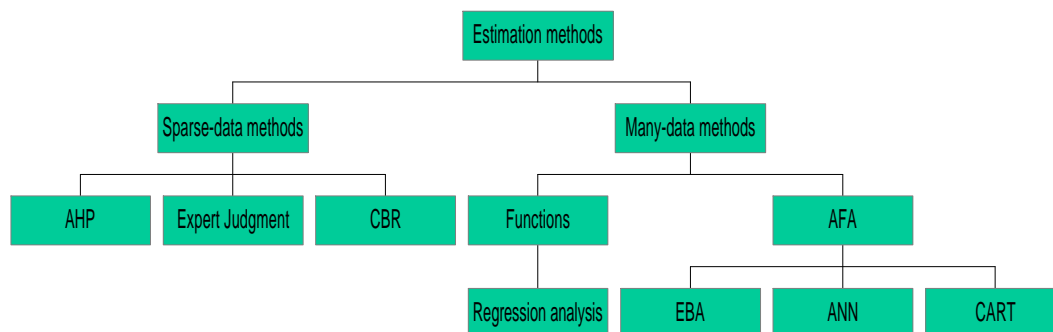 Estimation methods
Sparse-data methods
Many-data methods
AHP
Expert Judgment
CBR
Functions
AFA
Regression analysis
EBA
ANN
CART